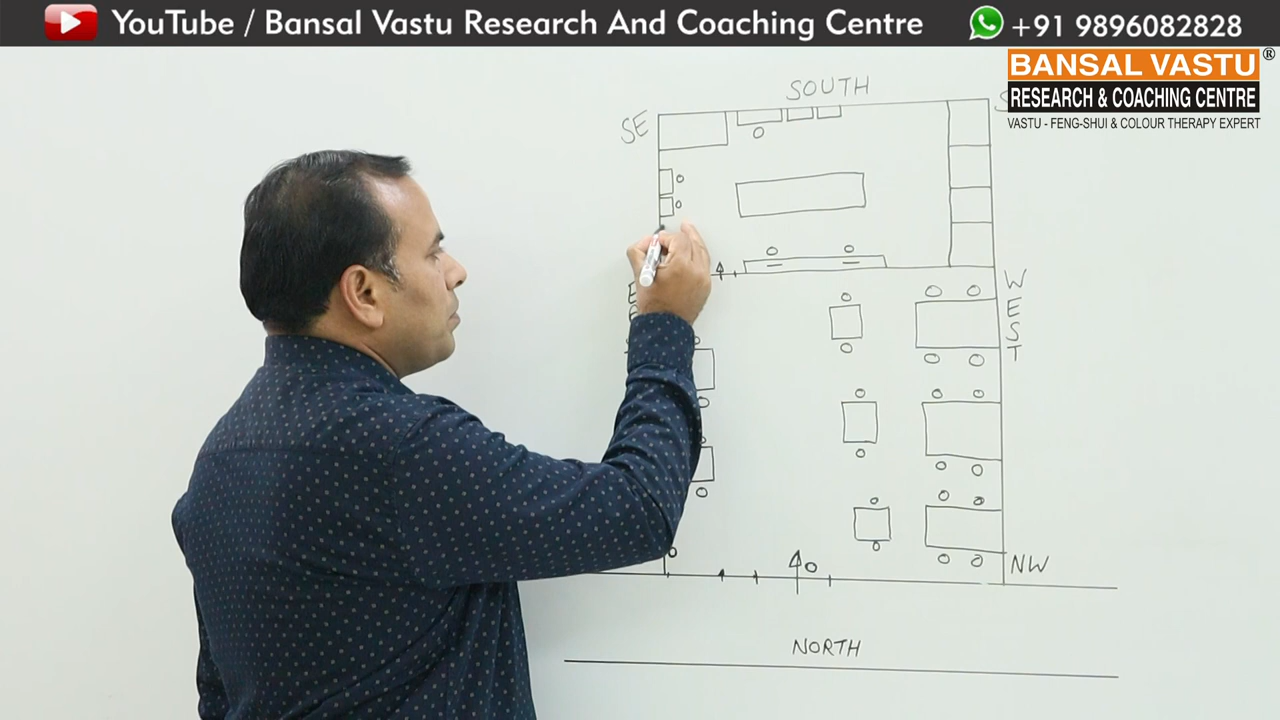 YouTube / Bansal Vastu Research And Coaching Centre
+91 9896082828
BANSAL VASTU®
RESEARCH & COACHING CENTRE
VASTU - FENG-SHUI & COLOUR THERAPY EXPERT
SOUTH
SE
WEST
NW
NORTH